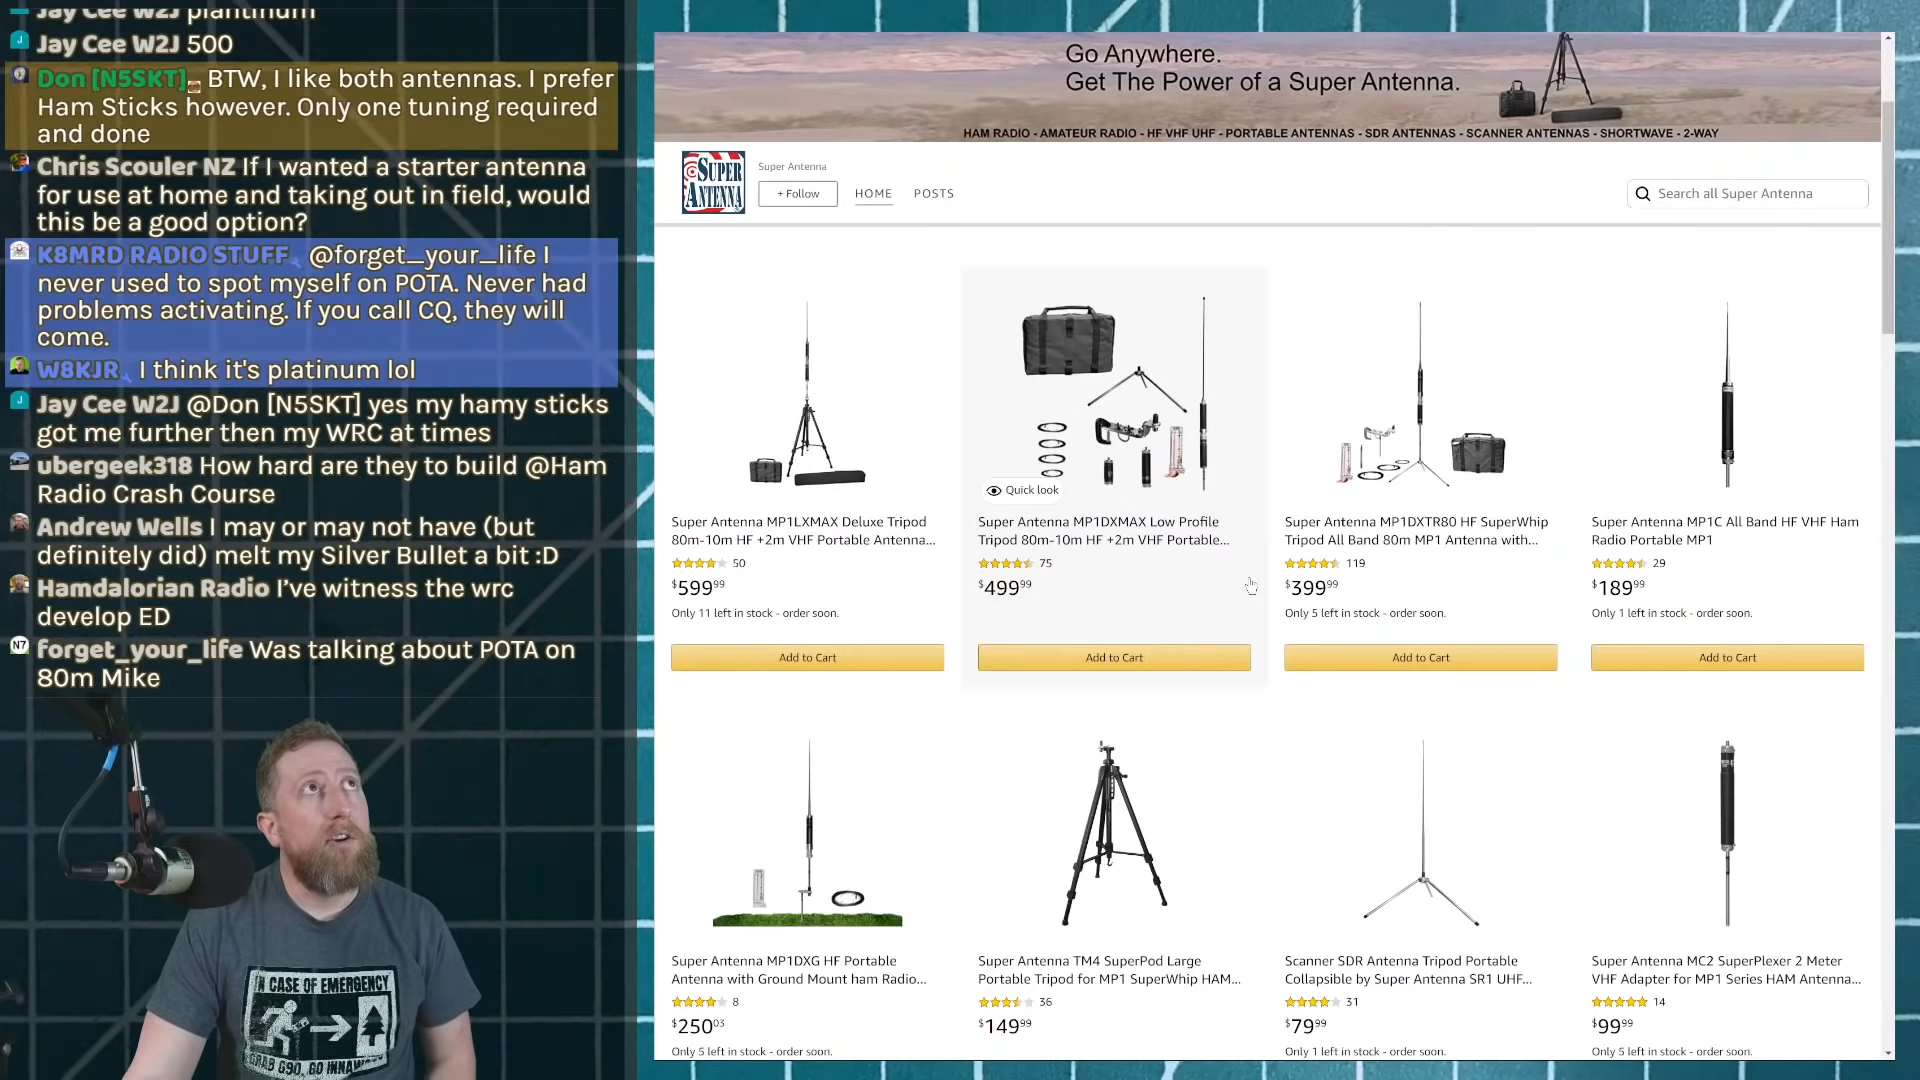 Jay Cee W2J plantinum
Jay Cee W2J 500
Don [N5SKT] BTW, I like both antennas. I prefer
Ham Sticks however. Only one tuning required
and done
Chris Scouler NZ If I wanted a starter antenna
for use at home and taking out in field, would
this be a good option?
K8MRD RADIO STUFF @forget_your_life I
never used to spot myself on POTA. Never had
problems activating. If you call CQ, they will
come.
W8KJR I think it's platinum lol
Jay Cee W2J @Don [N5SKT] yes my hamy sticks
got me further then my WRC at times
ubergeek318 How hard are they to build @Ham
Radio Crash Course
Andrew Wells I may or may not have (but
definitely did) melt my Silver Bullet a bit :D
Hamdalorian Radio I've witness the wrc
develop ED
N7 forget_your_life Was talking about POTA on
80m Mike
IN CASE OF EMERGENCY
GRAB G90, GO INNAW
Go Anywhere.
Get The Power of a Super Antenna.
HAM RADIO - AMATEUR RADIO - HF VHF UHF - PORTABLE ANTENNAS - SDR ANTENNAS - SCANNER ANTENNAS - SHORTWAVE - 2-WAY
SUPER ANTENNA
Super Antenna
+ Follow
HOME
POSTS
Search all Super Antenna
Quick look
Super Antenna MP1LXMAX Deluxe Tripod
80m-10m HF +2m VHF Portable Antenna...
50
$599.99
Only 11 left in stock - order soon.
Add to Cart
Super Antenna MP1DXMAX Low Profile
Tripod 80m-10m HF +2m VHF Portable...
75
$499.99
Add to Cart
Super Antenna MP1DXTR80 HF SuperWhip
Tripod All Band 80m MP1 Antenna with...
119
$399.99
Only 5 left in stock - order soon.
Add to Cart
Super Antenna MP1C All Band HF VHF Ham
Radio Portable MP1
29
$189.99
Only 1 left in stock - order soon.
Add to Cart
Super Antenna MP1DXG HF Portable
Antenna with Ground Mount ham Radio...
8
$250.03
Only 5 left in stock - order soon.
Super Antenna TM4 SuperPod Large
Portable Tripod for MP1 SuperWhip HAM...
36
$149.99
Scanner SDR Antenna Tripod Portable
Collapsible by Super Antenna SR1 UHF...
31
$79.99
Only 1 left in stock - order soon.
Super Antenna MC2 SuperPlexer 2 Meter
VHF Adapter for MP1 Series HAM Antenna...
14
$99.99
Only 5 left in stock - order soon.